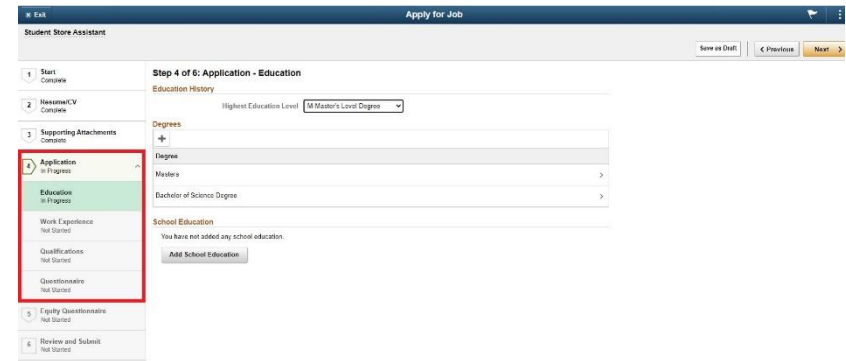 × Exit
Apply for Job
Student Store Assistant
Save as Draft
< Previous
Next >
1 Start
Complete
2 Resume/CV
Complete
3 Supporting Attachments
Complete
4 Application
In Progress
Education
In Progress
Work Experience
Not Started
Qualifications
Not Started
Questionnaire
Not Started
5 Equity Questionnaire
Not Started
6 Review and Submit
Not Started
Step 4 of 6: Application - Education
Education History
Highest Education Level M-Master's Level Degree
Degrees
+
Degree
Masters >
Bachelor of Science Degree >
School Education
You have not added any school education.
Add School Education